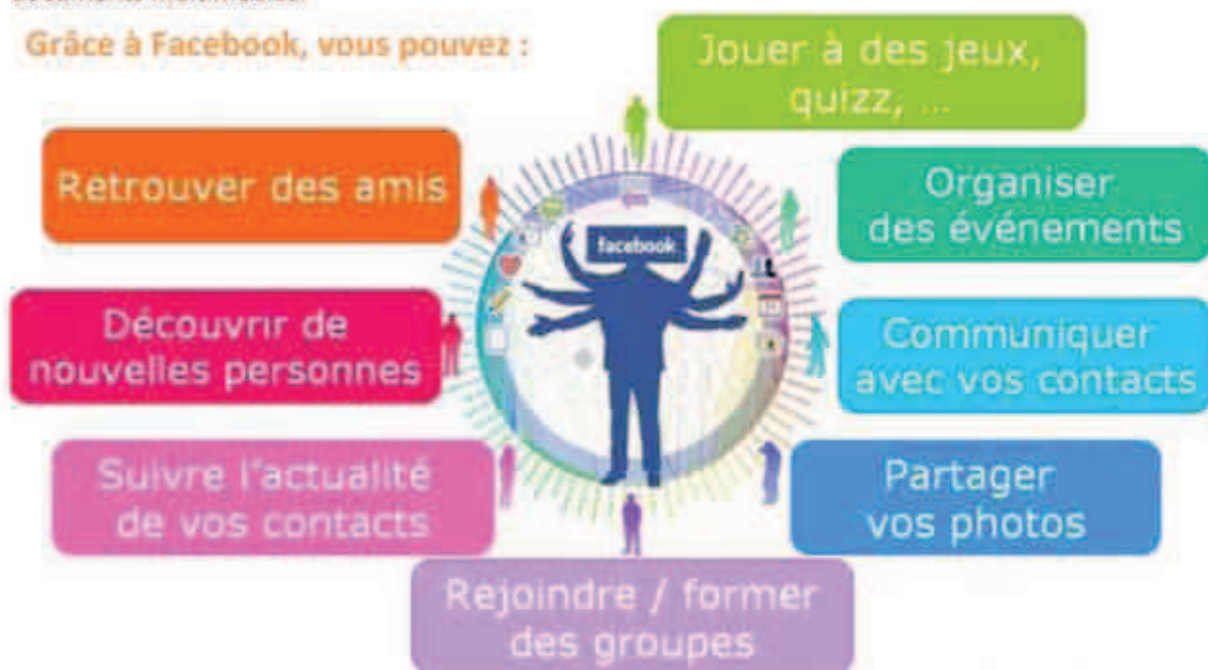 Grâce à Facebook, vous pouvez :
Jouer à des jeux,
quizz, ...
Retrouver des amis
Organiser
des événements
facebook
Découvrir de
nouvelles personnes
Communiquer
avec vos contacts
Suivre l'actualité
de vos contacts
Partager
vos photos
Rejoindre / former
des groupes